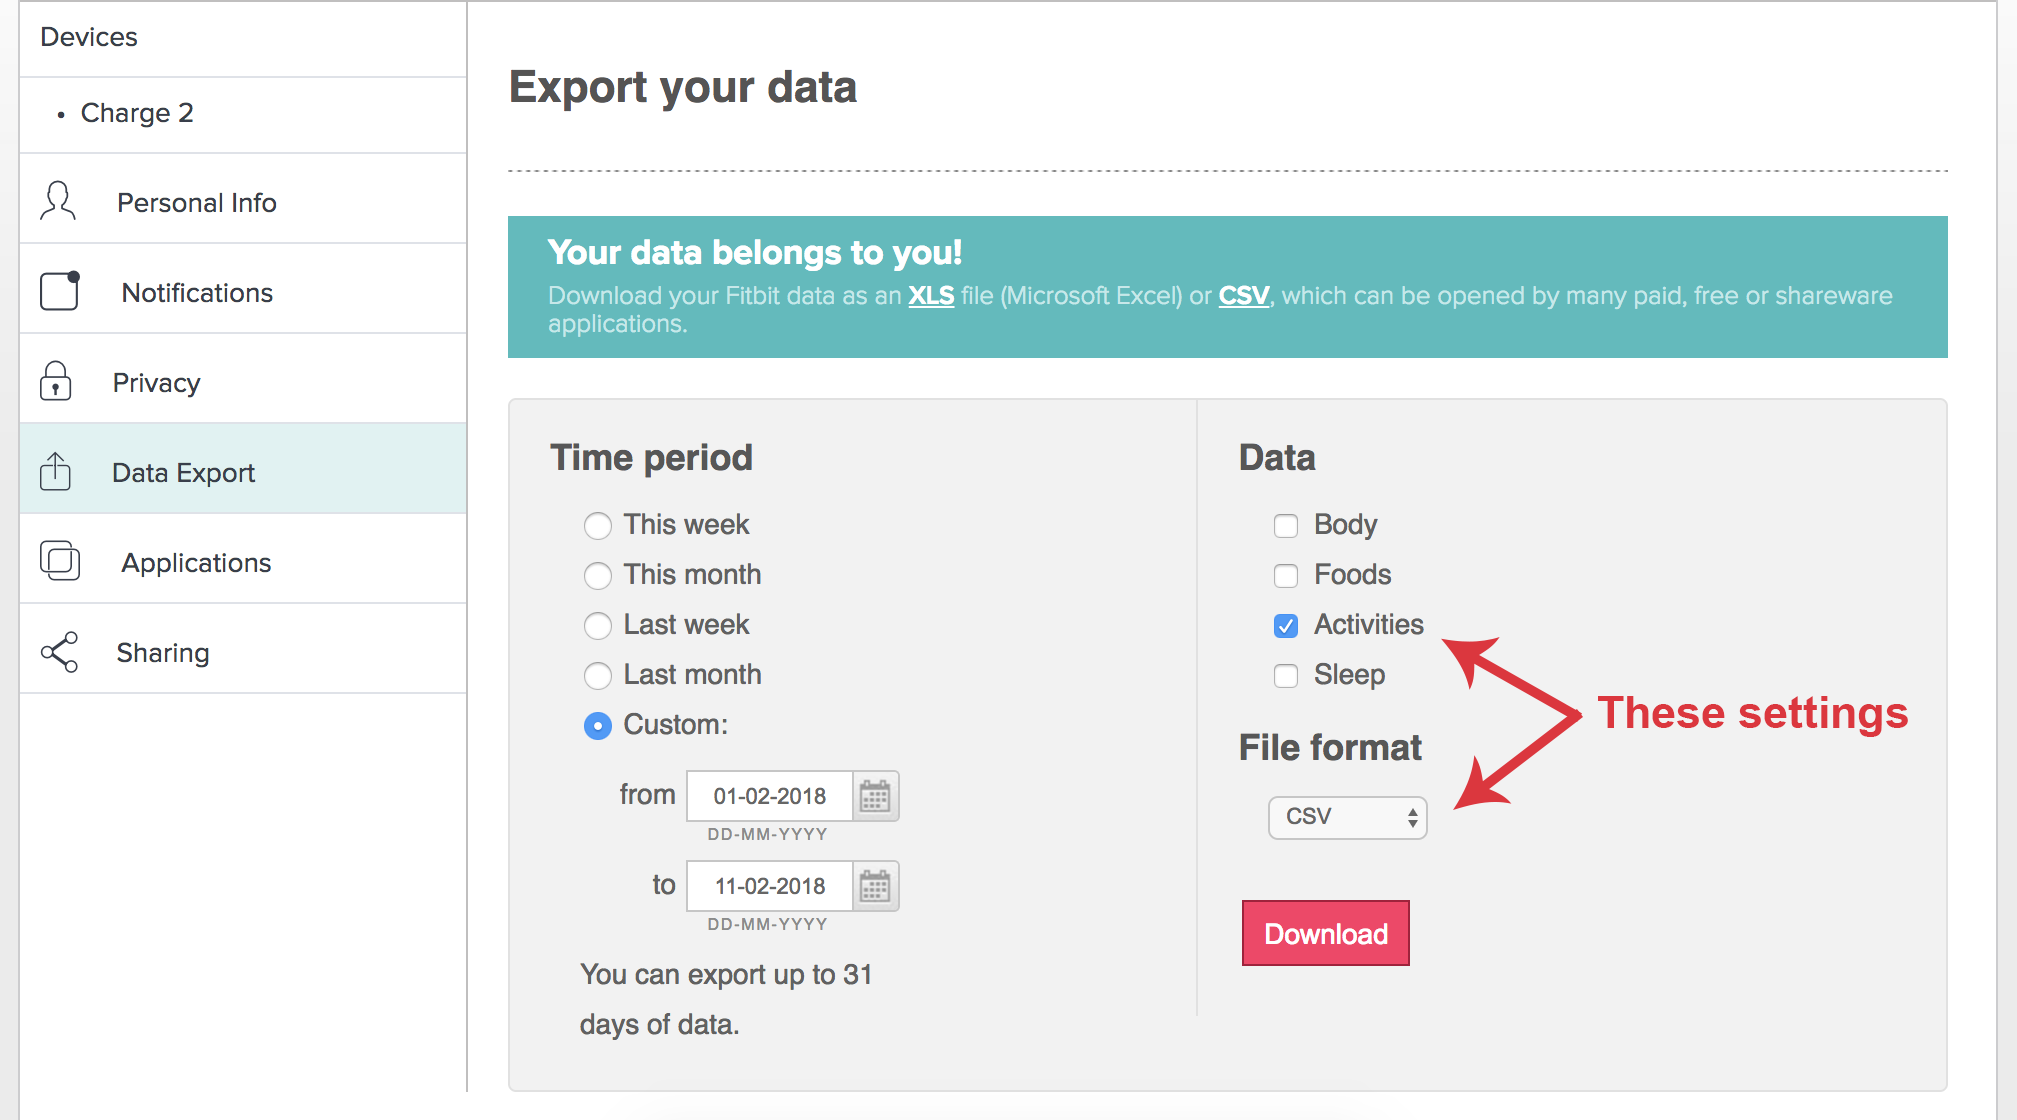 Devices
• Charge 2
Personal Info
Notifications
Privacy
Data Export
Applications
Sharing
Export your data
Your data belongs to you!
Download your Fitbit data as an XLS file (Microsoft Excel) or CSV, which can be opened by many paid, free or shareware
applications.
Time period
This week
This month
Last week
Last month
Custom:
from 01-02-2018
DD-MM-YYYY
to 11-02-2018
DD-MM-YYYY
You can export up to 31
days of data.
Data
Body
Foods
Activities
Sleep
These settings
File format
CSV
Download